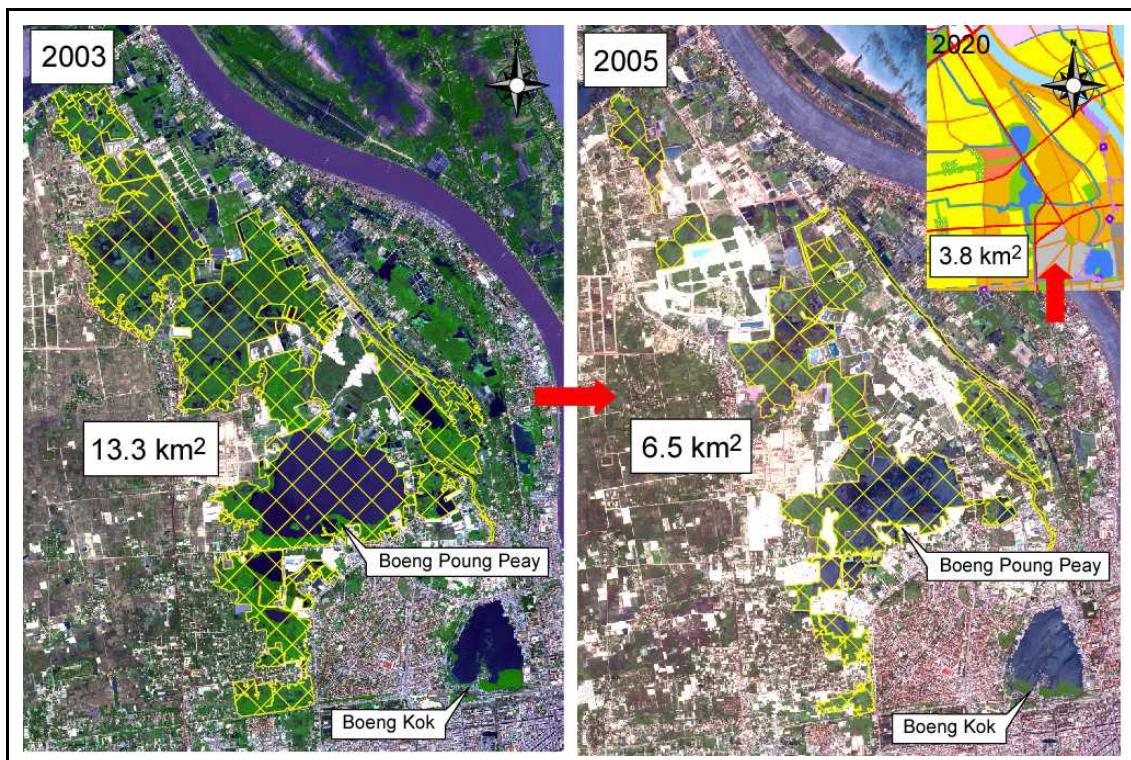 2003
N
13.3 km²
Boeng Poung Peay
Boeng Kok
2005
6.5 km²
Boeng Poung Peay
Boeng Kok
2020
N
3.8 km²